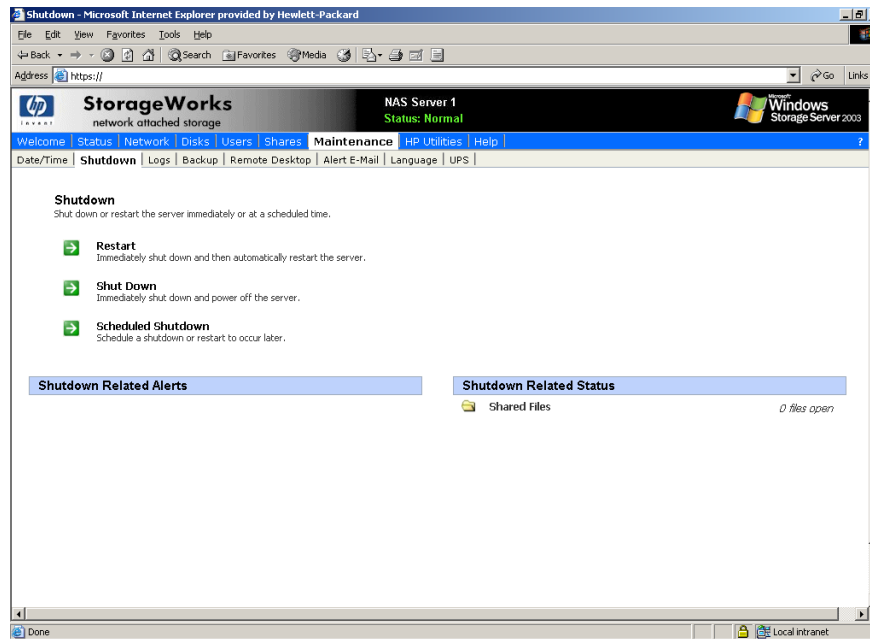 Shutdown - Microsoft Internet Explorer provided by Hewlett-Packard
File Edit View Favorites Tools Help
Back Search Favorites Media
Address https:// Go Links
hp invent
StorageWorks
network attached storage
NAS Server 1
Status: Normal
Microsoft
Windows
Storage Server 2003
Welcome Status Network Disks Users Shares Maintenance HP Utilities Help ?
Date/Time Shutdown Logs Backup Remote Desktop Alert E-Mail Language UPS
Shutdown
Shut down or restart the server immediately or at a scheduled time.
Restart
Immediately shut down and then automatically restart the server.
Shut Down
Immediately shut down and power off the server.
Scheduled Shutdown
Schedule a shutdown or restart to occur later.
Shutdown Related Alerts
Shutdown Related Status
Shared Files 0 files open
Done Local intranet